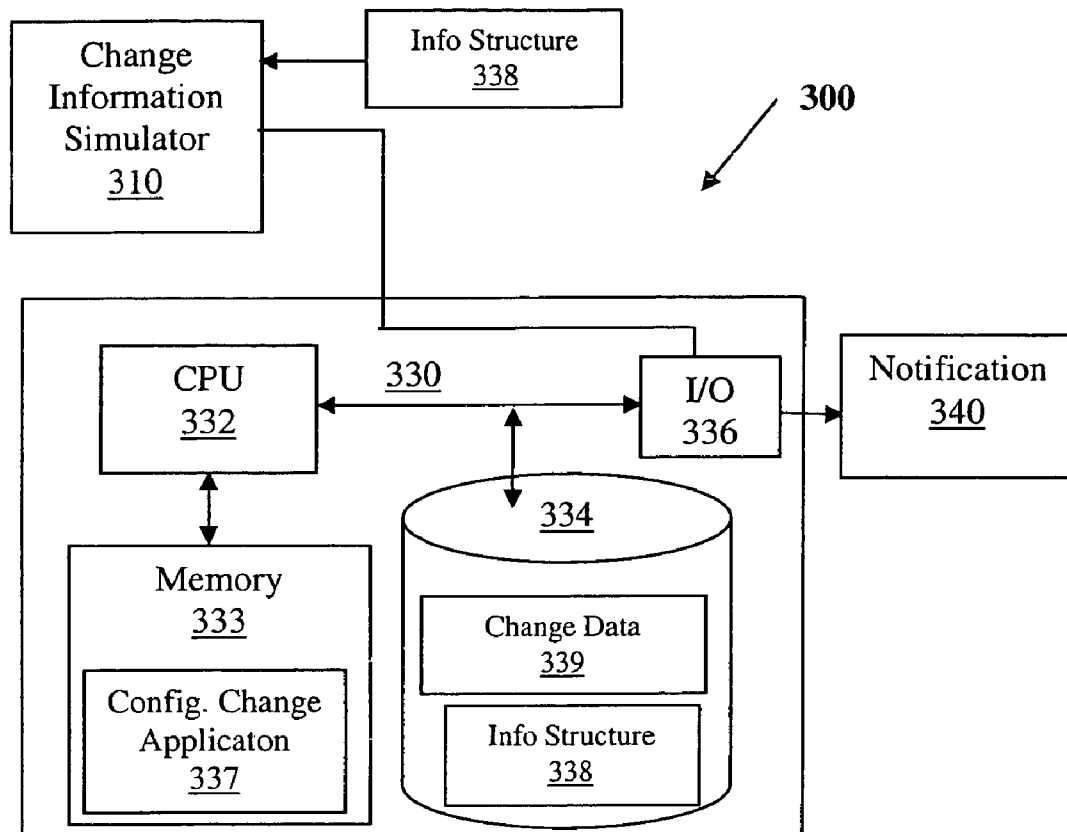 Change
Information
Simulator
310
Info Structure
338
300
CPU
332
330
I/O
336
Notification
340
Memory
333
Config. Change
Applicaton
337
334
Change Data
339
Info Structure
338